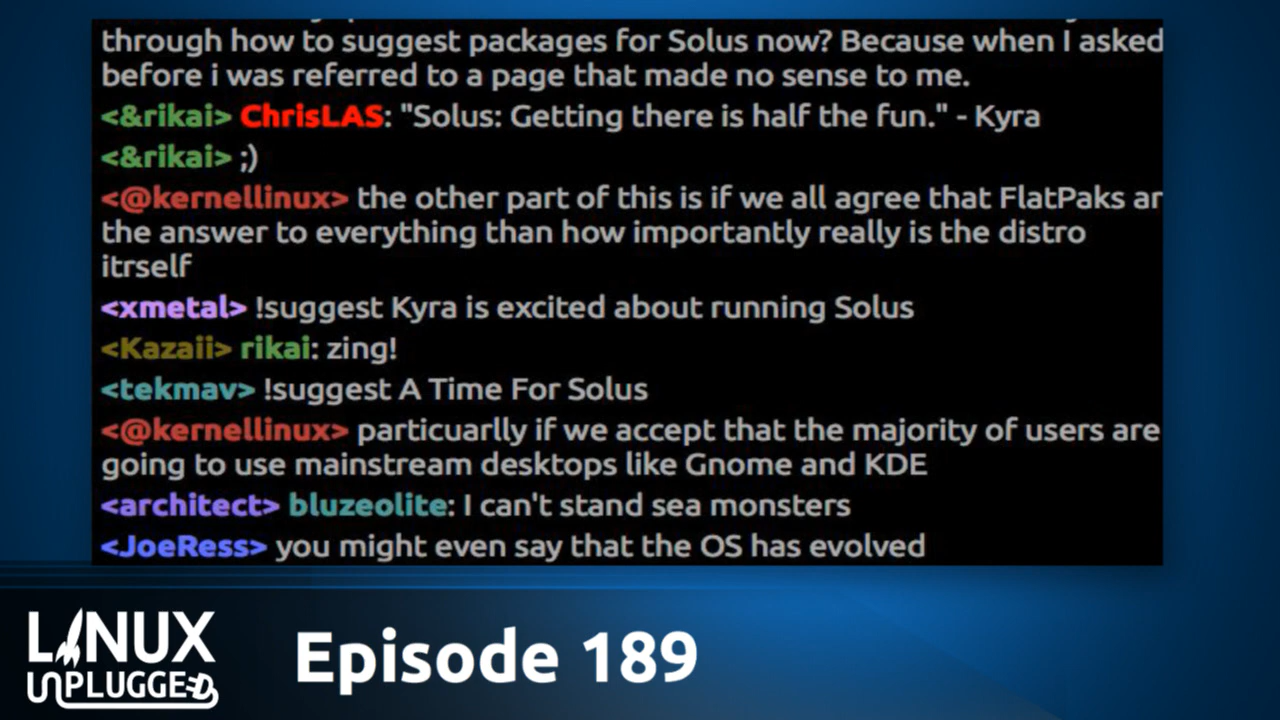 through how to suggest packages for Solus now? Because when I asked
before i was referred to a page that made no sense to me.
<&rikai> ChrisLAS: "Solus: Getting there is half the fun." - Kyra
<&rikai> ;)
<@kernellinux> the other part of this is if we all agree that FlatPaks ar
the answer to everything than how importantly really is the distro
itrself
<xmetal> !suggest Kyra is excited about running Solus
<Kazaii> rikai: zing!
<tekmav> !suggest A Time For Solus
<@kernellinux> particuarlly if we accept that the majority of users are
going to use mainstream desktops like Gnome and KDE
<architect> bluzeolite: I can't stand sea monsters
<JoeRess> you might even say that the OS has evolved
LINUX
UNPLUGGED
Episode 189